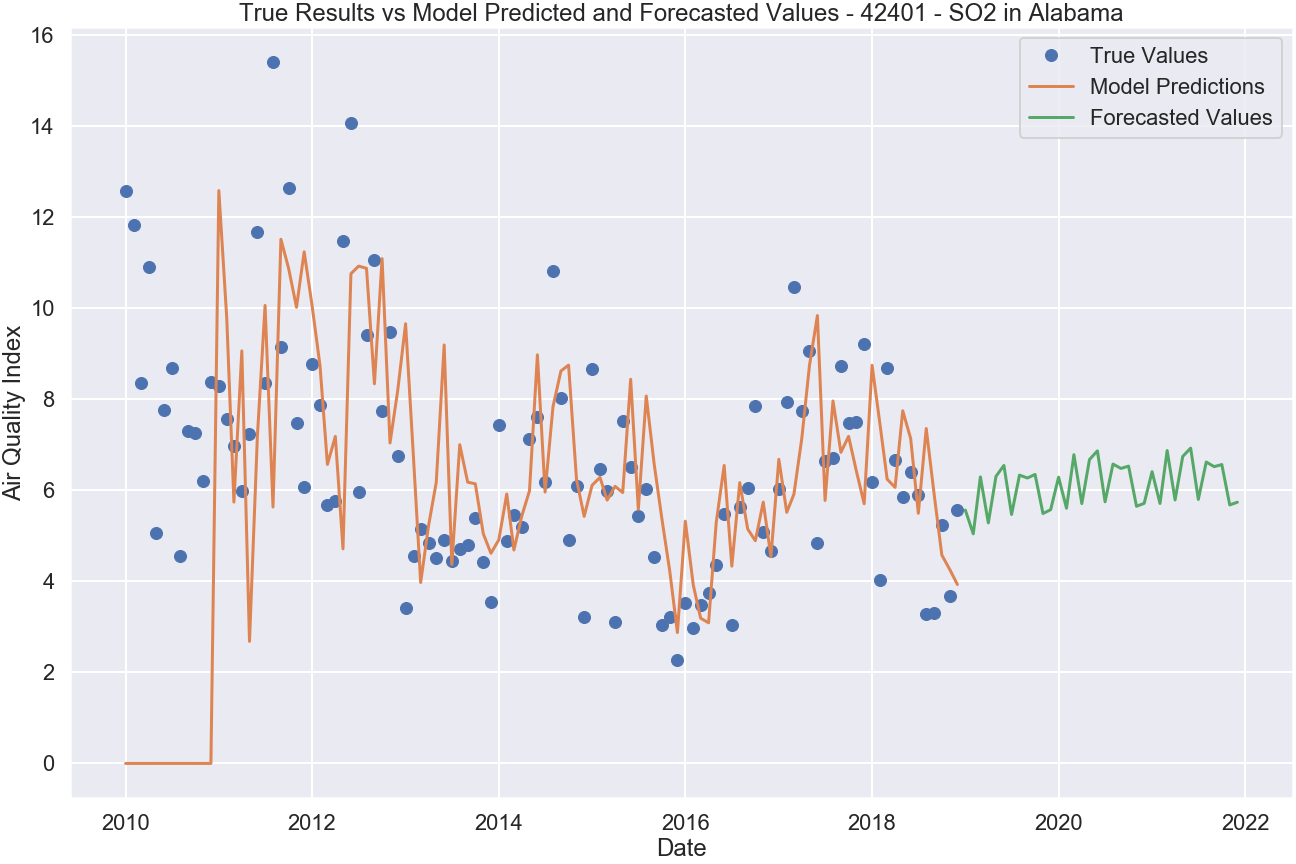 True Results vs Model Predicted and Forecasted Values - 42401 - SO2 in Alabama
True Values
Model Predictions
Forecasted Values
Air Quality Index
16
14
12
10
8
6
4
2
0
2010 2012 2014 2016 2018 2020 2022
Date